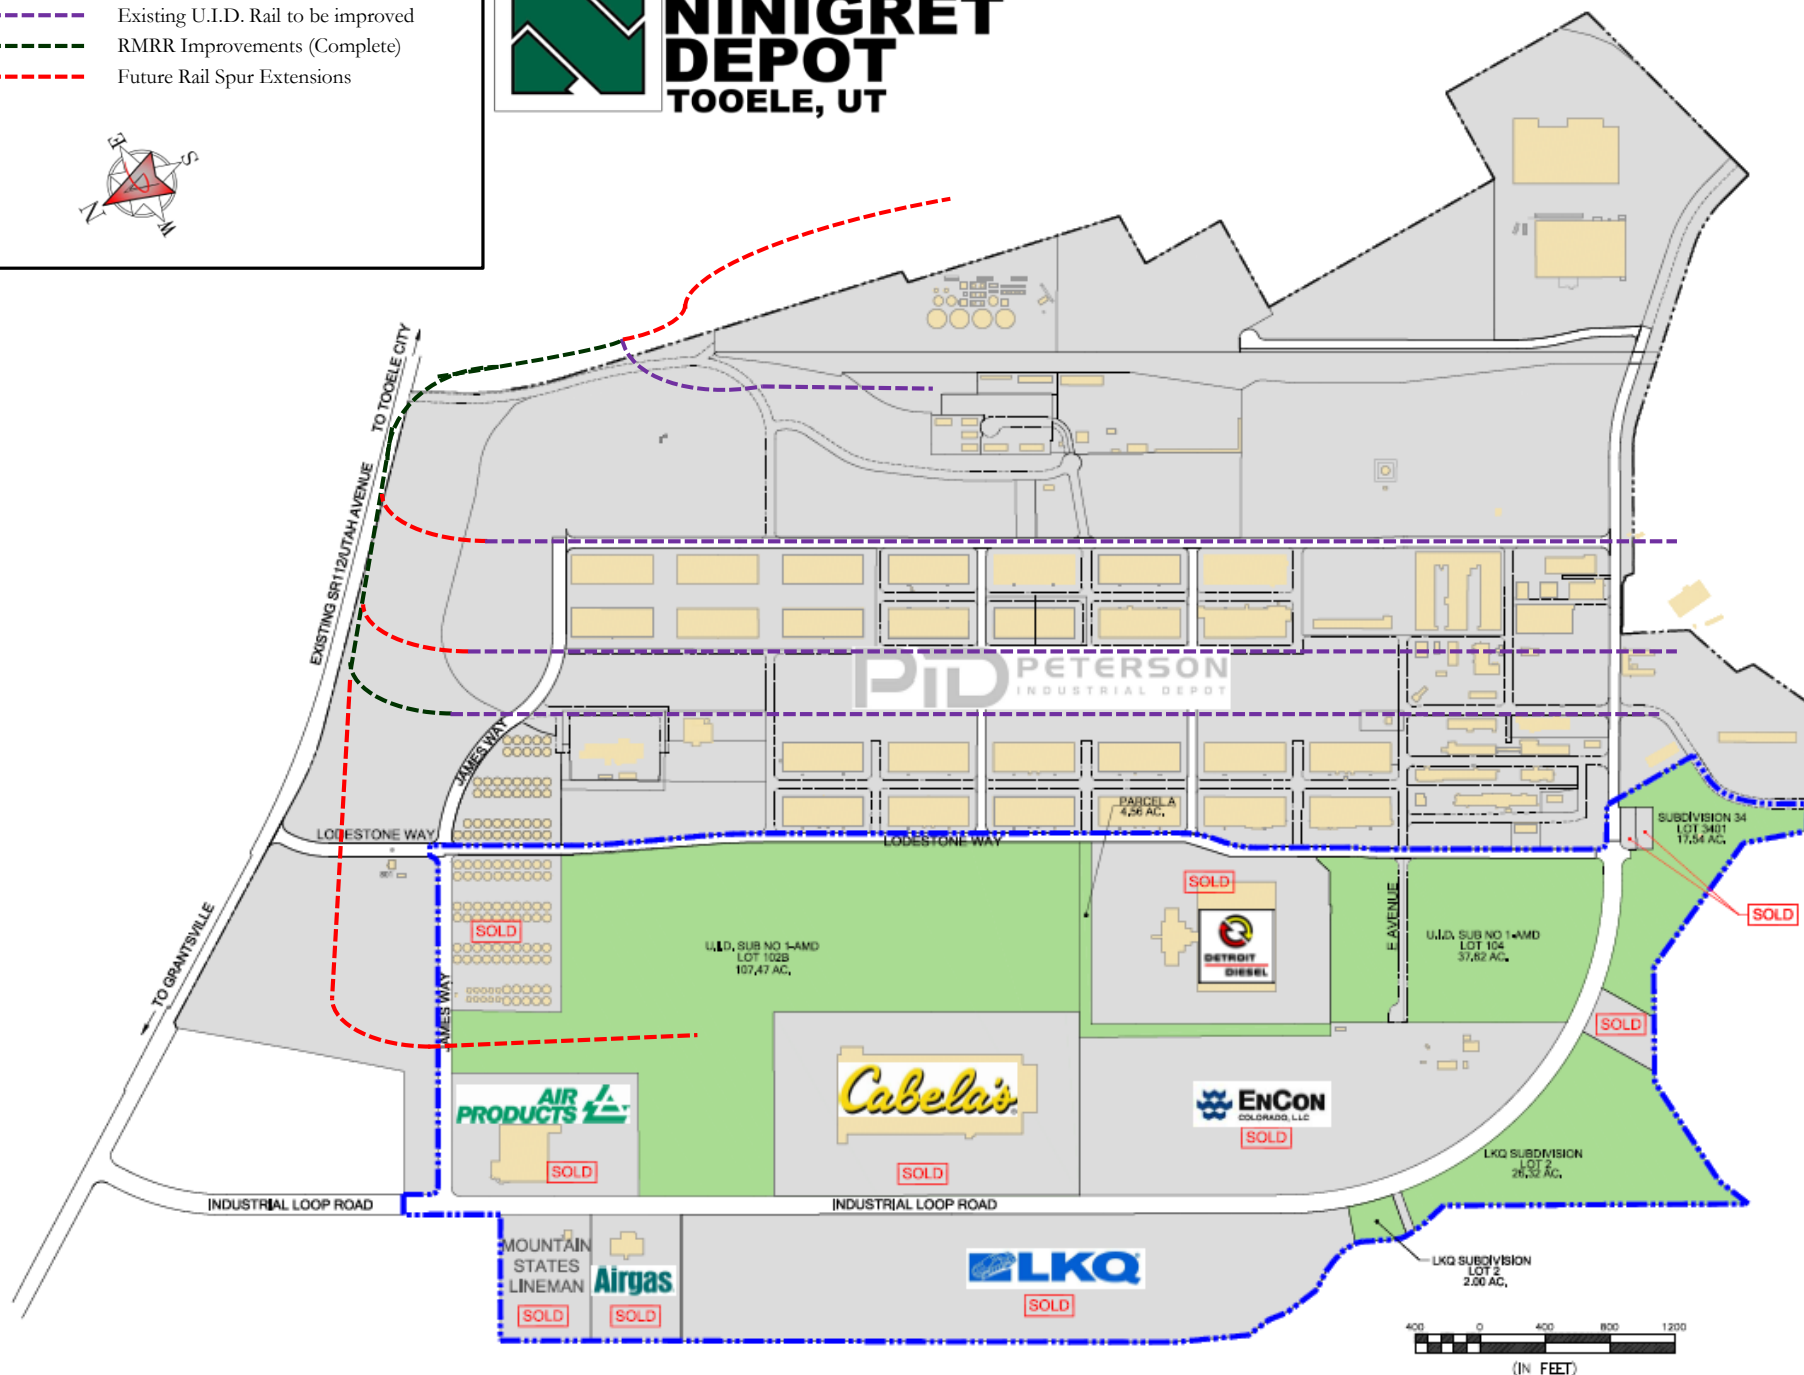 Existing U.I.D. Rail to be improved
RMRR Improvements (Complete)
Future Rail Spur Extensions
E
S
N
W
NINIGRET
DEPOT
TOOELE, UT
TO TOOELE CITY
EXISTING SR112/UTAH AVENUE
TO GRANTSVILLE
PID PETERSON
INDUSTRIAL DEPOT
JAMES WAY
LODESTONE WAY
PARCEL A
4.56 AC.
LODESTONE WAY
SUBDIVISION 34
LOT 3401
17.54 AC.
SOLD
SOLD
SOLD
DETROIT
DIESEL
E AVENUE
U.I.D. SUB NO 1-AMD
LOT 102B
107.47 AC.
U.I.D. SUB NO 1-AMD
LOT 104
37.62 AC.
JAMES WAY
SOLD
AIR
PRODUCTS
SOLD
Cabela's
SOLD
ENCON
COLORADO, LLC
SOLD
LKQ SUBDIVISION
LOT 2
26.32 AC.
INDUSTRIAL LOOP ROAD
INDUSTRIAL LOOP ROAD
MOUNTAIN
STATES
LINEMAN
SOLD
Airgas
SOLD
LKQ
SOLD
LKQ SUBDIVISION
LOT 2
2.00 AC.
400 0 400 800 1200
(IN FEET)